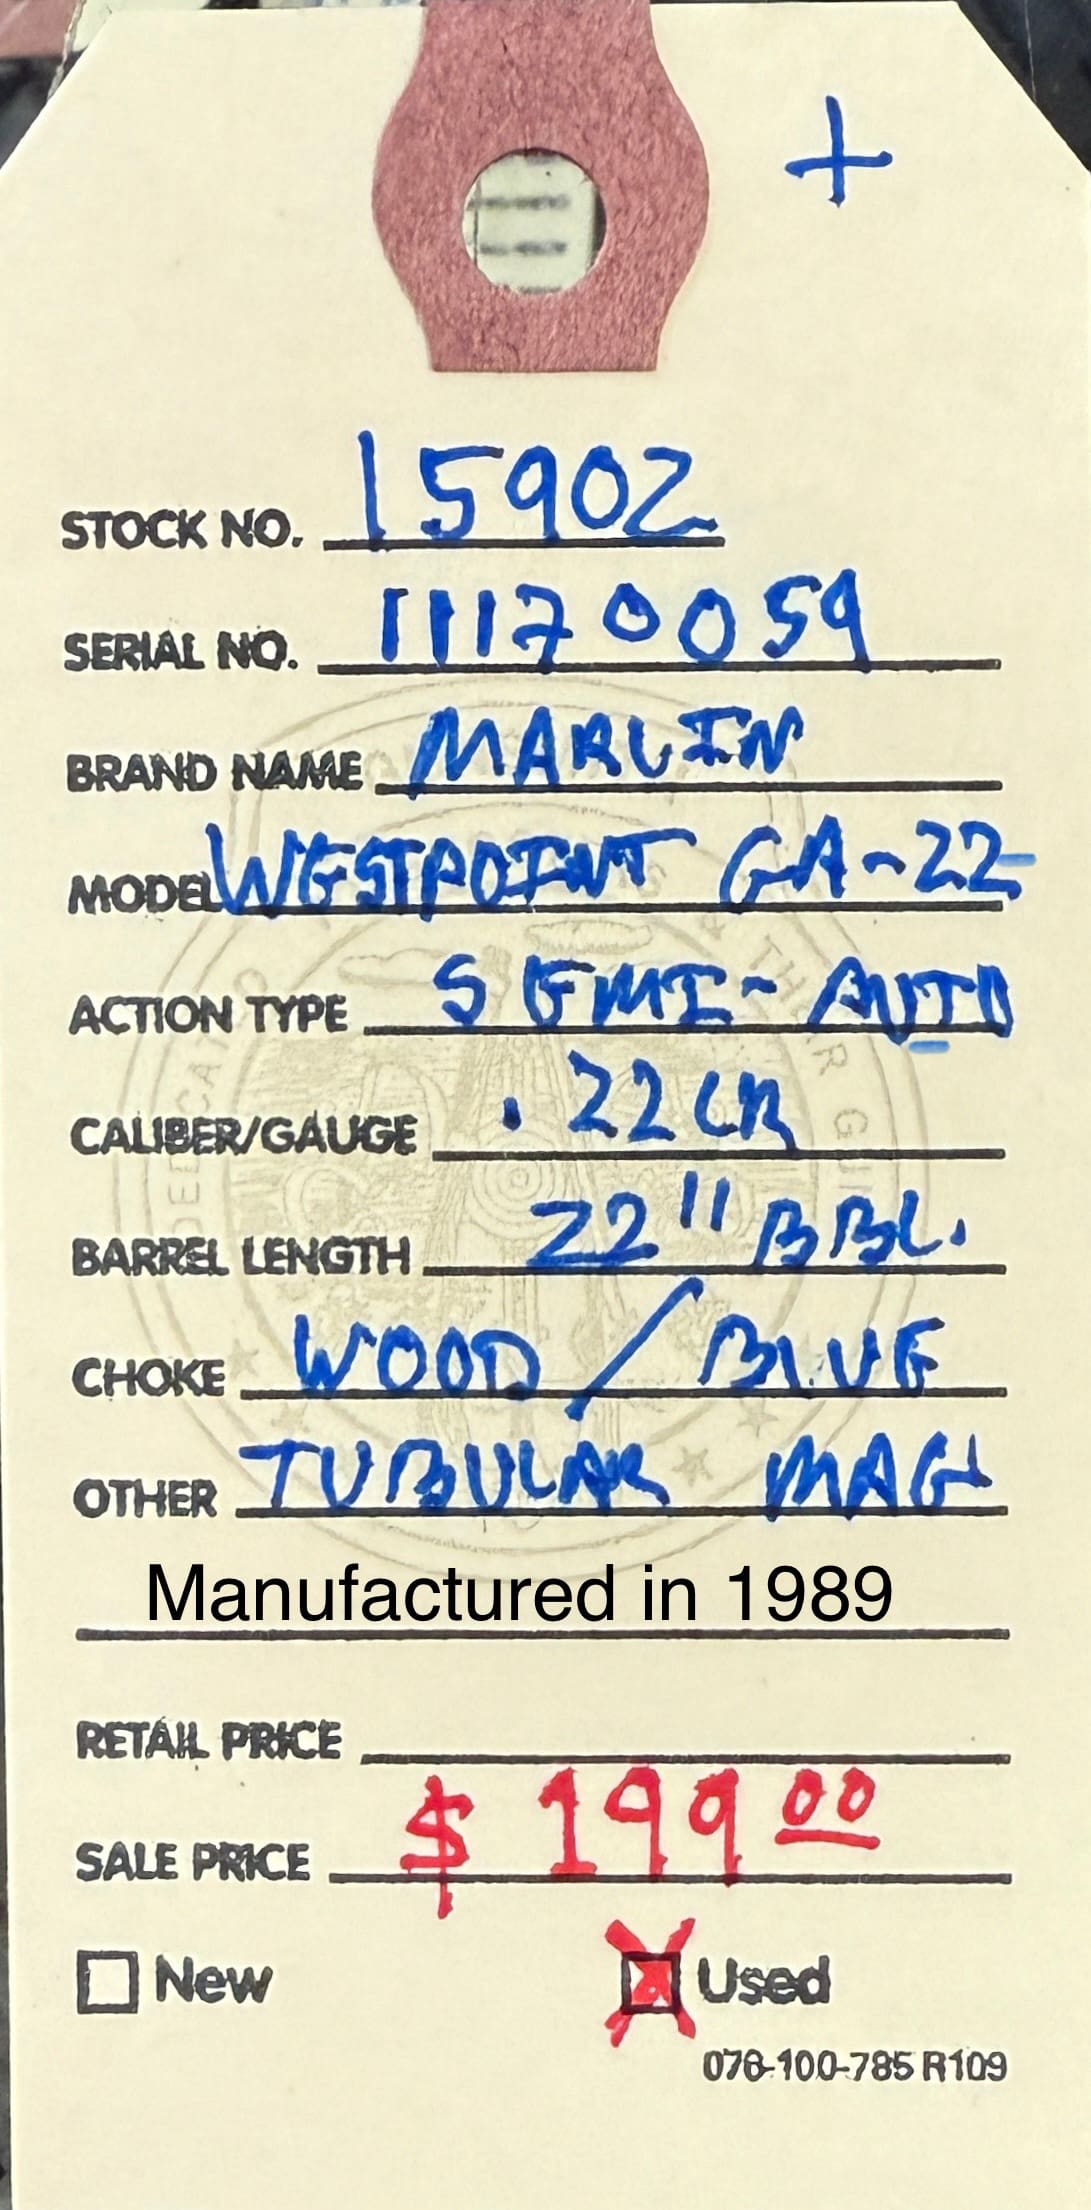 +
STOCK NO. 15902
SERIAL NO. 11170059
BRAND NAME MARLIN
MODEL WESTPOINT GA-22
ACTION TYPE SEMI-AUTO
CALIBER/GAUGE .22 LR
BARREL LENGTH 22" BBL.
CHOKE WOOD / BLUE
OTHER TUBULAR MAG
Manufactured in 1989
RETAIL PRICE
SALE PRICE $199.00
New Used
078-100-785 R109